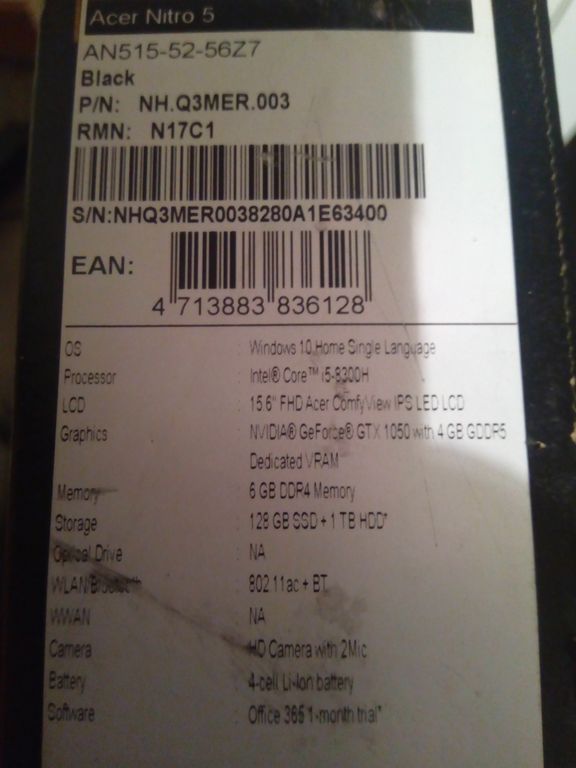 Acer Nitro 5
AN515-52-56Z7
Black
P/N: NH.Q3MER.003
RMN: N17C1
S/N:NHQ3MER0038280A1E63400
EAN:
4 713883 836128
OS : Windows 10 Home Single Language
Processor : Intel® Core™ i5-8300H
LCD : 15.6" FHD Acer ComfyView IPS LED LCD
Graphics : NVIDIA® GeForce® GTX 1050 with 4 GB GDDR5
Dedicated VRAM
Memory : 6 GB DDR4 Memory
Storage : 128 GB SSD + 1 TB HDD*
Optical Drive : NA
WLAN/Bluetooth : 802.11ac + BT
WWAN : NA
Camera : HD Camera with 2Mic
Battery : 4-cell Li-Ion battery
Software : Office 365 1-month trial*